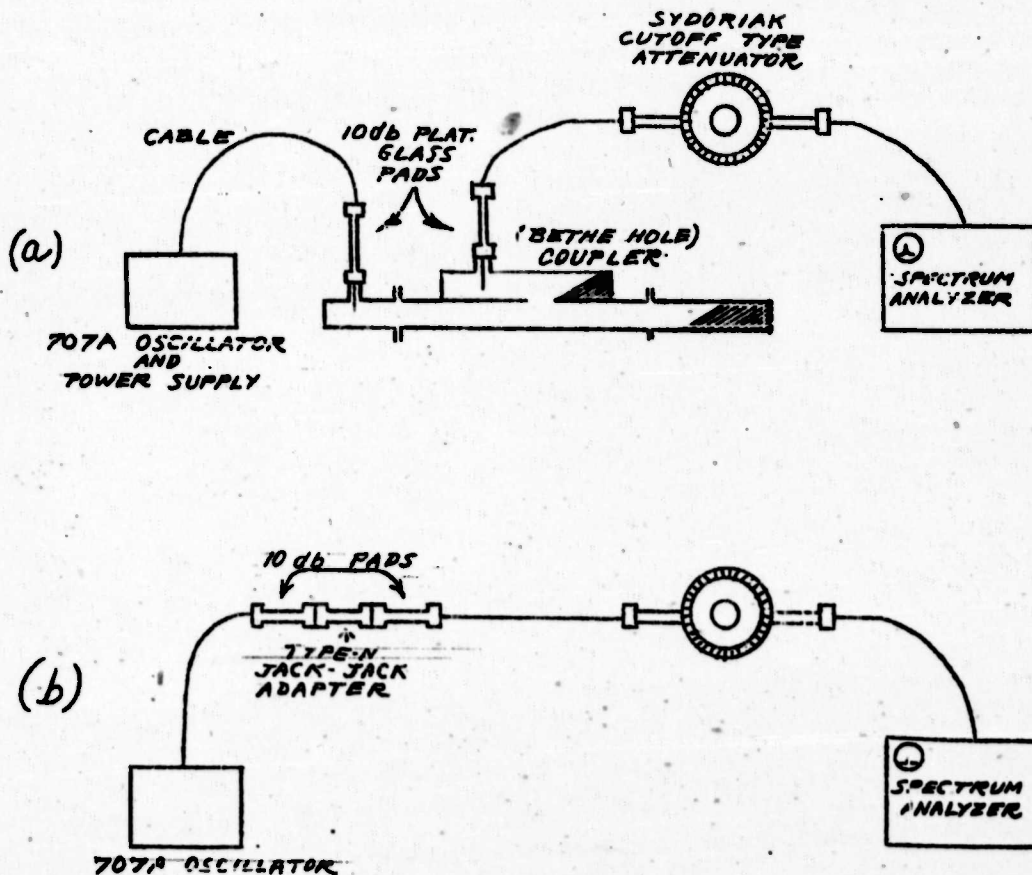 SYDORIAK
CUTOFF TYPE
ATTENUATOR
CABLE
10db PLAT.
GLASS
PADS
(BETHE HOLE)
COUPLER
(a)
SPECTRUM
ANALYZER
707A OSCILLATOR
AND
POWER SUPPLY
10 db PADS
TYPE-N
JACK-JACK
ADAPTER
(b)
SPECTRUM
ANALYZER
707A OSCILLATOR